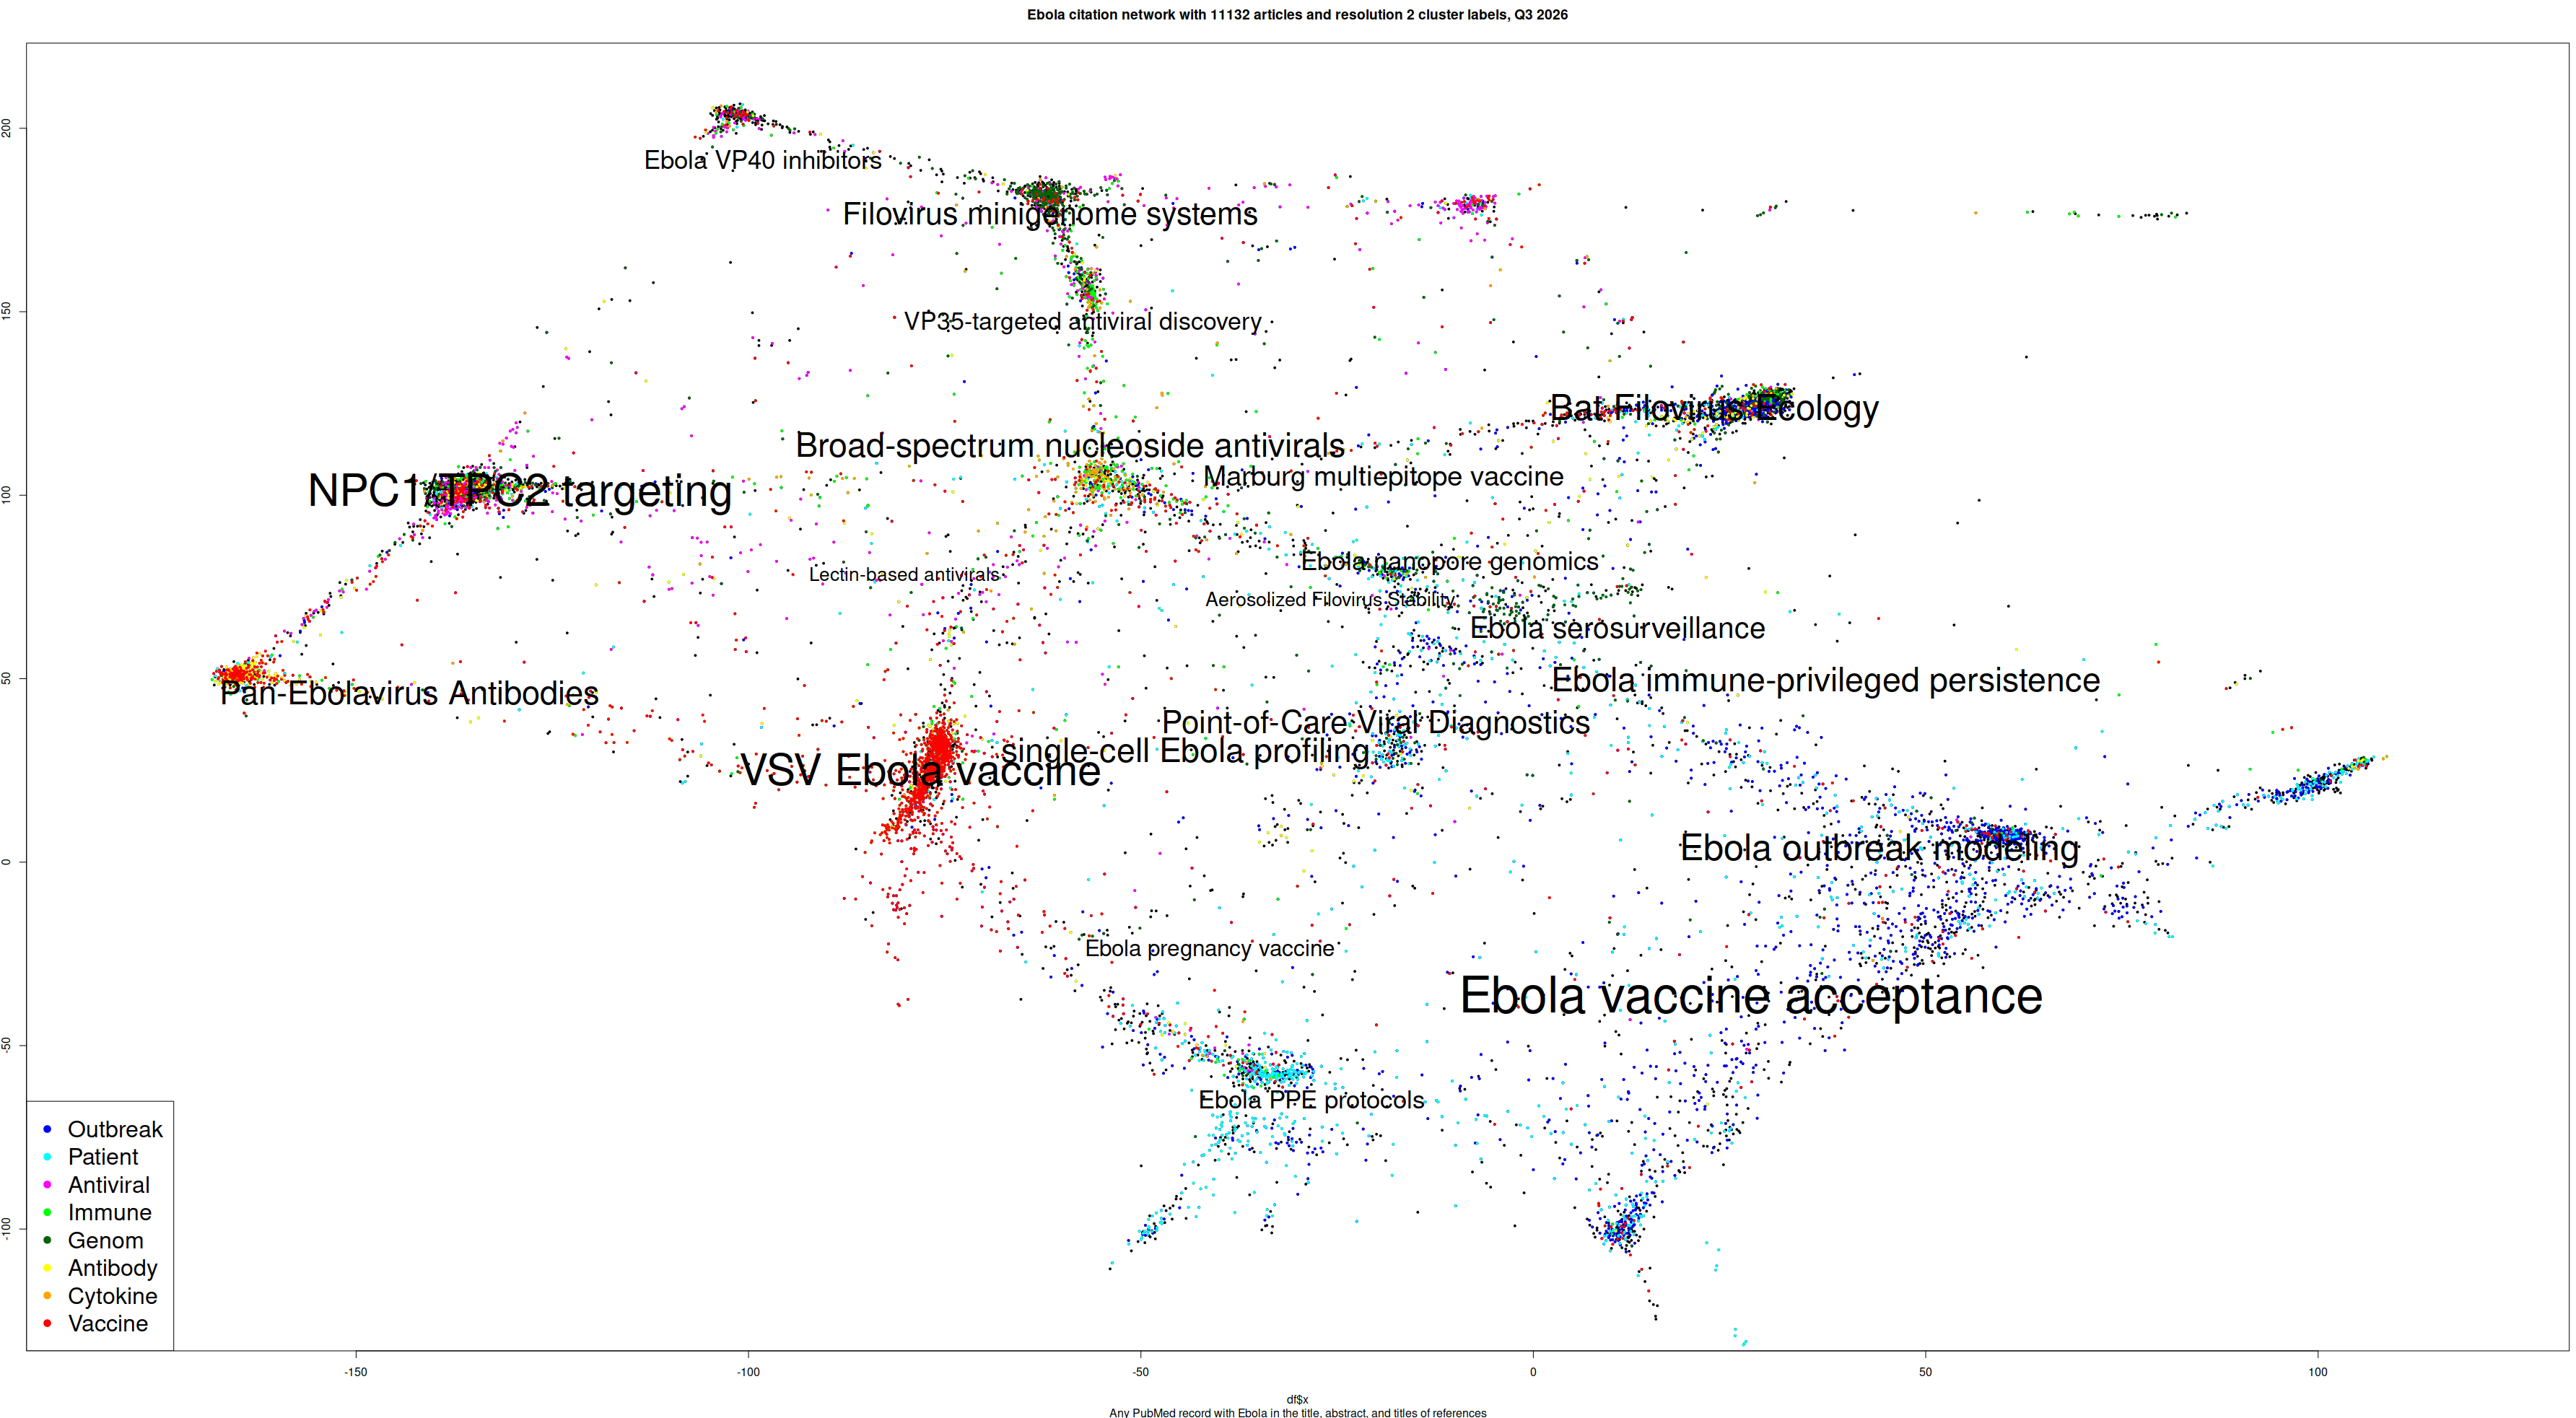 Ebola citation network with 11132 articles and resolution 2 cluster labels, Q3 2026
200
150
100
50
0
-50
-100
Ebola VP40 inhibitors
Filovirus minigenome systems
VP35-targeted antiviral discovery
Bat Filovirus Ecology
Broad-spectrum nucleoside antivirals
Marburg multiepitope vaccine
NPC1/TPC2 targeting
Ebola nanopore genomics
Lectin-based antivirals
Aerosolized Filovirus Stability
Ebola serosurveillance
Ebola immune-privileged persistence
Pan-Ebolavirus Antibodies
Point-of-Care Viral Diagnostics
single-cell Ebola profiling
VSV Ebola vaccine
Ebola outbreak modeling
Ebola pregnancy vaccine
Ebola vaccine acceptance
Ebola PPE protocols
Outbreak
Patient
Antiviral
Immune
Genom
Antibody
Cytokine
Vaccine
-150 -100 -50 0 50 100
df$x
Any PubMed record with Ebola in the title, abstract, and titles of references